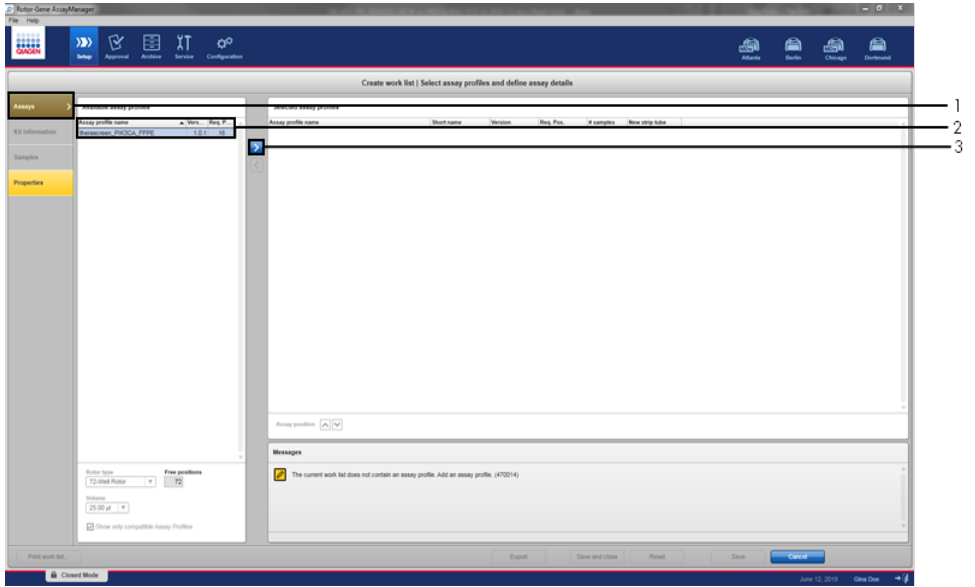 Rotor-Gene AssayManager
File Help
QIAGEN
Setup Approval Archive Service Configuration
Atlanta Berlin Chicago Dortmund
Create work list | Select assay profiles and define assay details
Assays
Kit information
Samples
Properties
Available assay profiles
Assay profile name Vers... Req. P...
therascreen_PIK3CA_FFPE 1.0.1 16
Selected assay profiles
Assay profile name Short name Version Req. Pos. # samples New strip tube
1
2
3
Assay position
Rotor type Free positions
72-Well Rotor 72
Volume
25.00 µl
Show only compatible Assay Profiles
Messages
The current work list does not contain an assay profile. Add an assay profile. (470014)
Print work list... Export Save and close Reset Save Cancel
Closed Mode June 12, 2019 Gina Doe